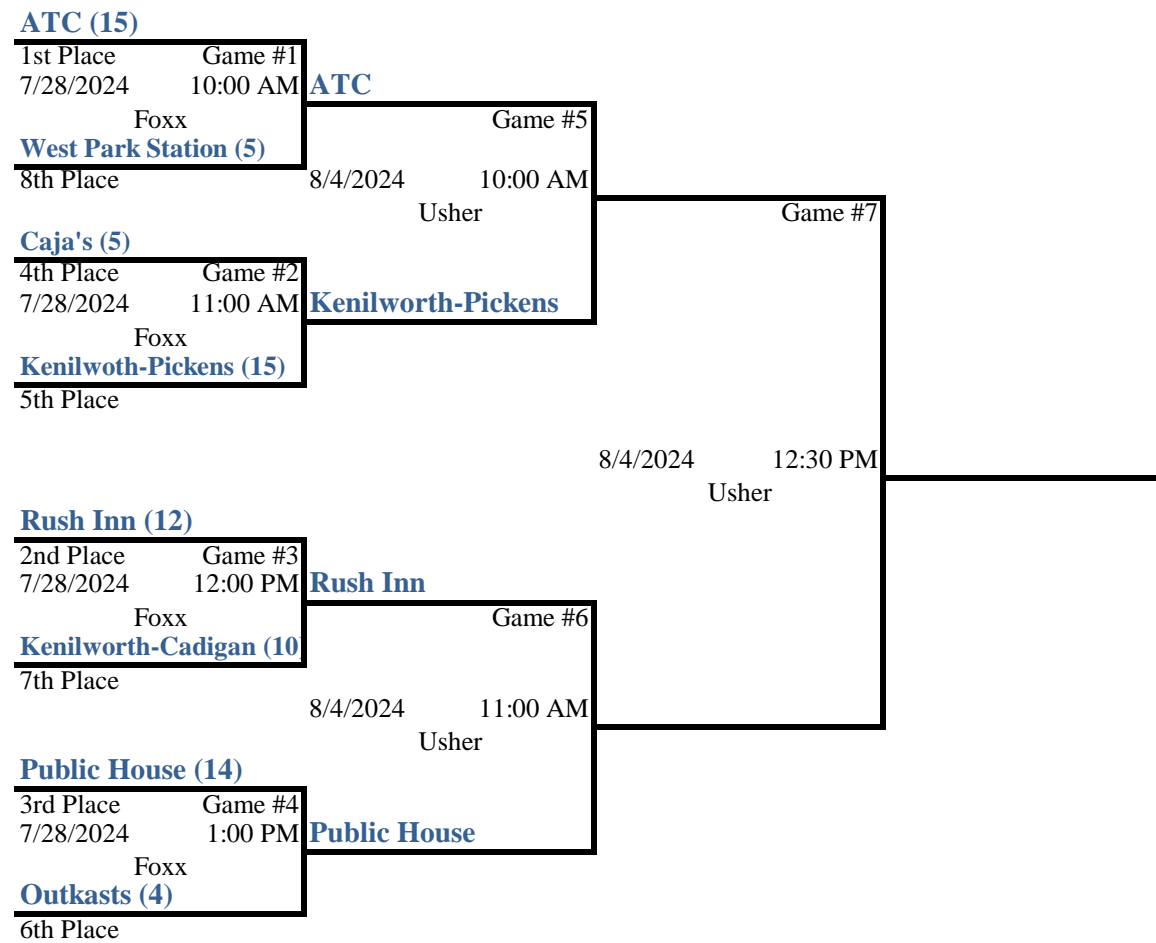 ATC (15)
1st Place Game #1
7/28/2024 10:00 AM
Foxx
West Park Station (5)
8th Place
ATC
Game #5
8/4/2024 10:00 AM
Usher
Caja's (5)
4th Place Game #2
7/28/2024 11:00 AM
Foxx
Kenilwoth-Pickens (15)
5th Place
Kenilworth-Pickens
Game #7
8/4/2024 12:30 PM
Usher
Rush Inn (12)
2nd Place Game #3
7/28/2024 12:00 PM
Foxx
Kenilworth-Cadigan (10)
7th Place
Rush Inn
Game #6
8/4/2024 11:00 AM
Usher
Public House (14)
3rd Place Game #4
7/28/2024 1:00 PM
Foxx
Outkasts (4)
6th Place
Public House